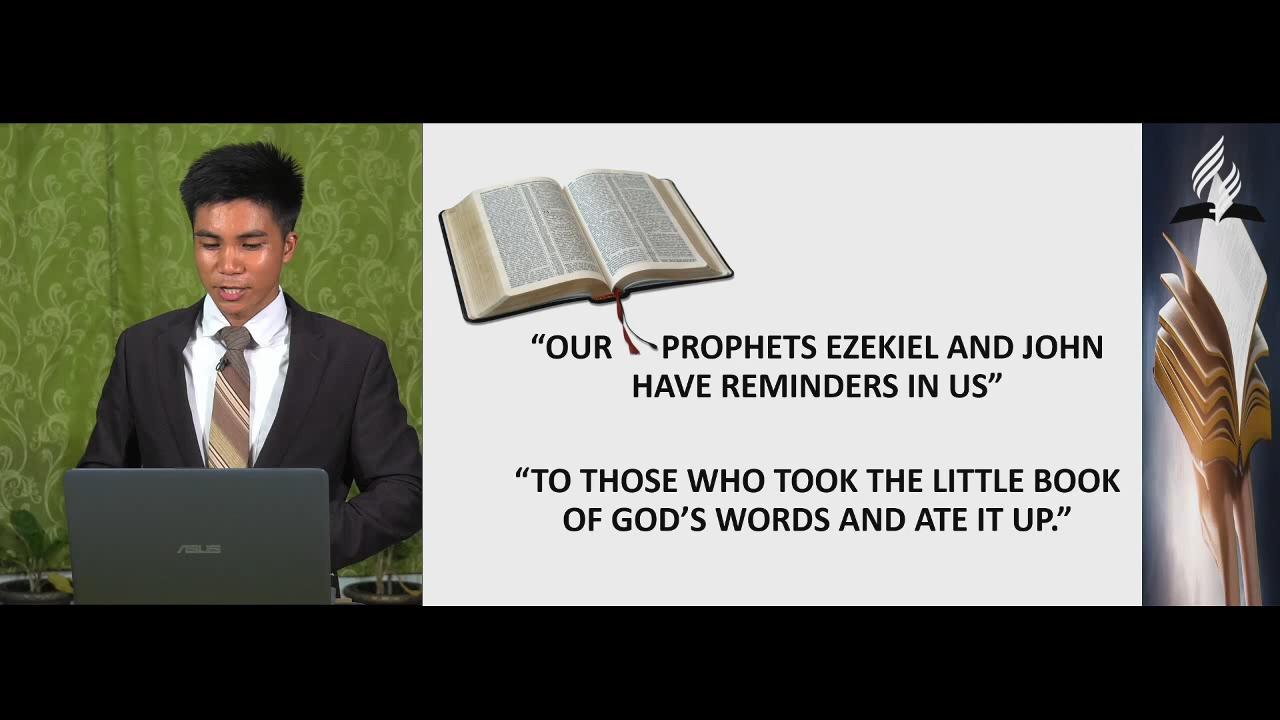 “OUR PROPHETS EZEKIEL AND JOHN
HAVE REMINDERS IN US”
“TO THOSE WHO TOOK THE LITTLE BOOK
OF GOD’S WORDS AND ATE IT UP.”
ASUS